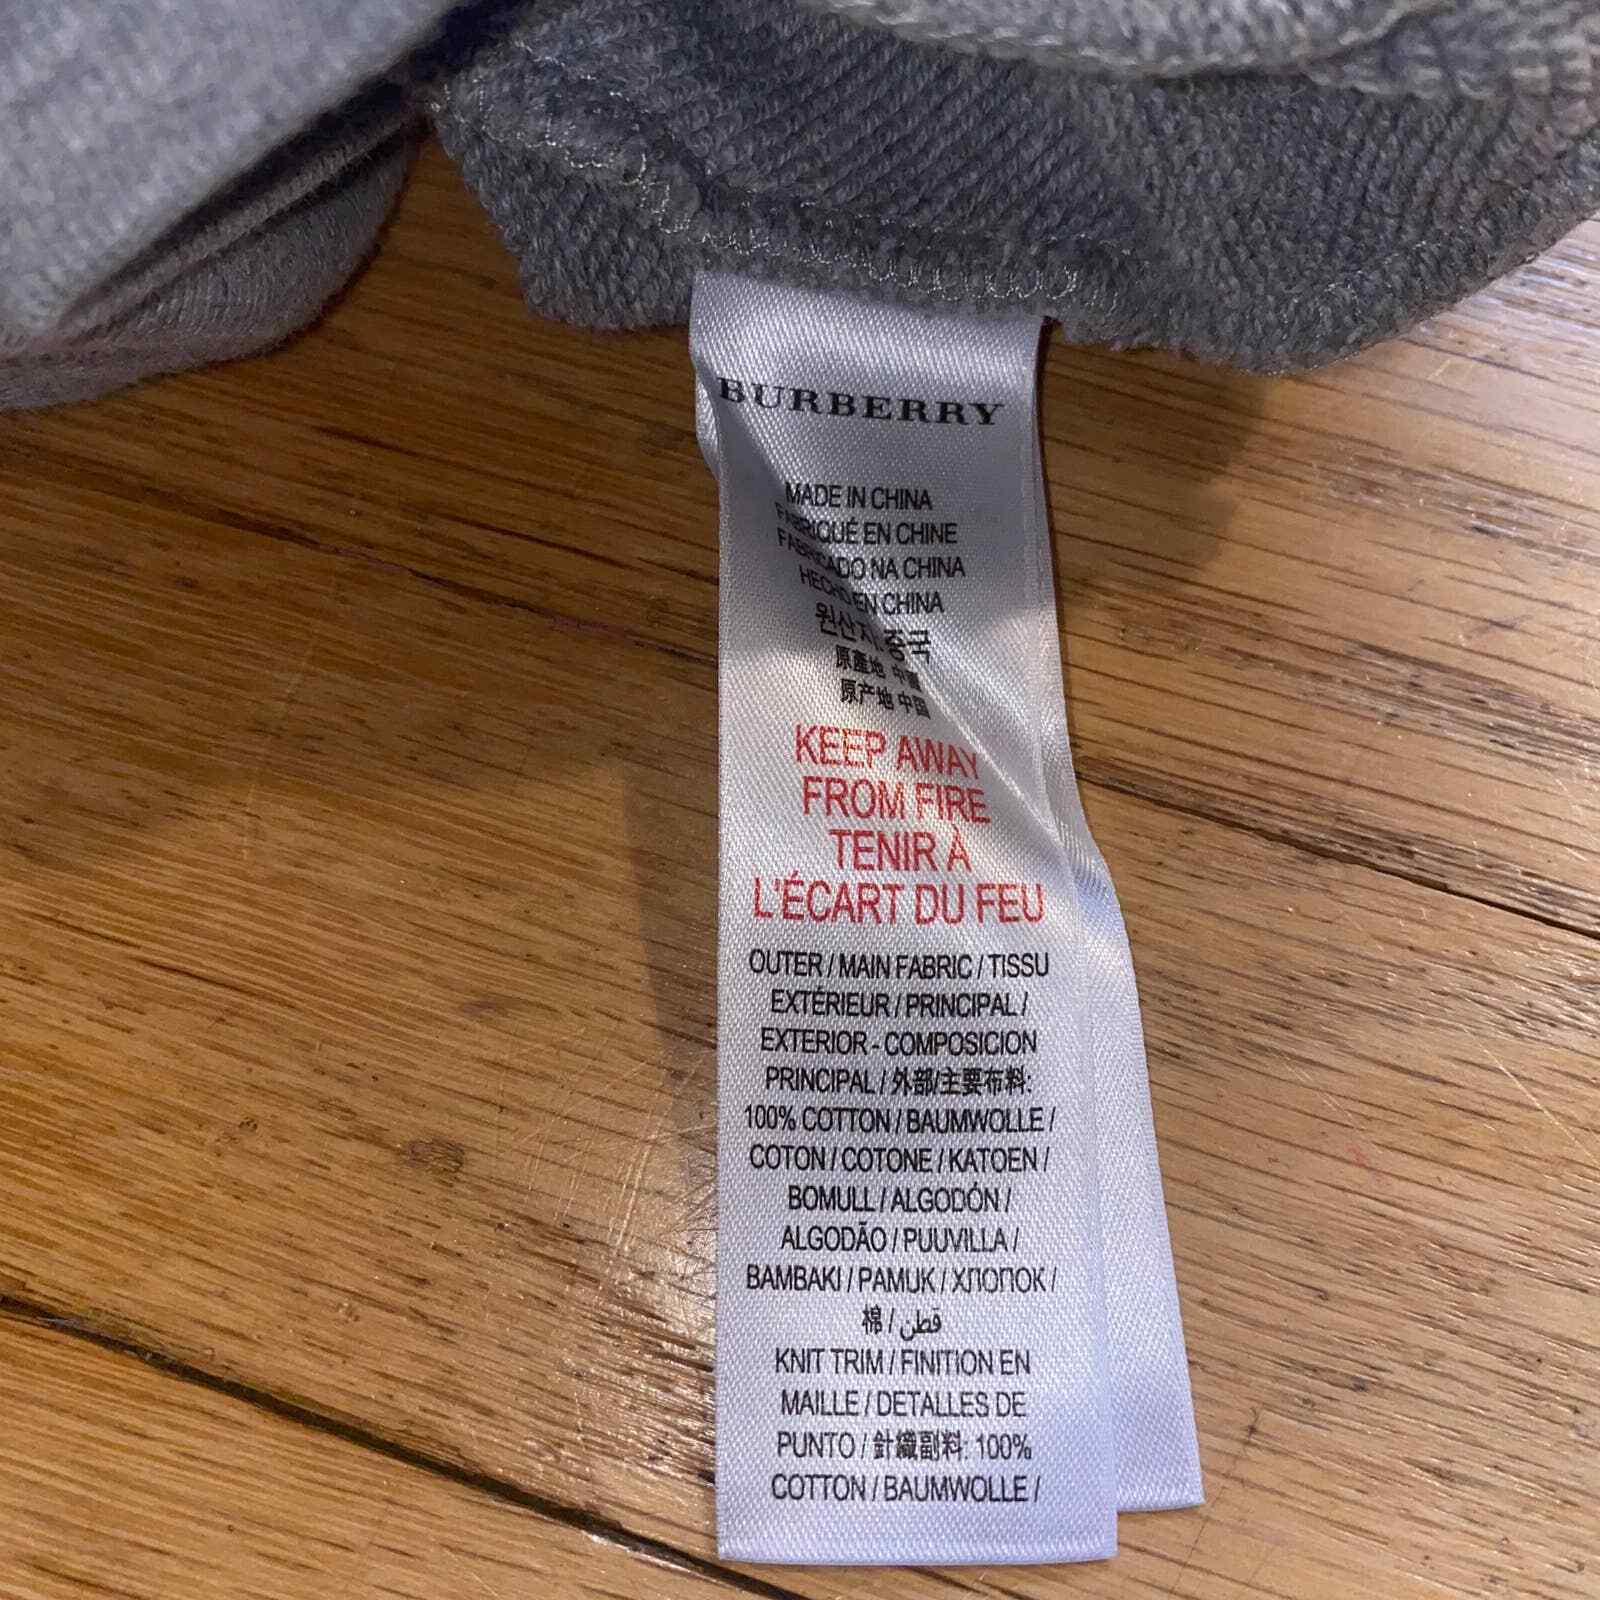 BURBERRY
MADE IN CHINA
FABRIQUÉ EN CHINE
FABRICADO NA CHINA
HECHO EN CHINA
원산지:중국
原產地 中國
原产地 中国
KEEP AWAY
FROM FIRE
TENIR À
L'ÉCART DU FEU
OUTER / MAIN FABRIC / TISSU
EXTÉRIEUR / PRINCIPAL /
EXTERIOR - COMPOSICION
PRINCIPAL / 外部/主要布料:
100% COTTON / BAUMWOLLE /
COTON / COTONE / KATOEN /
BOMULL / ALGODÓN /
ALGODÃO / PUUVILLA /
BAMBAKI / PAMUK / ХЛОПОК /
棉 / قطن
KNIT TRIM / FINITION EN
MAILLE / DETALLES DE
PUNTO / 針織副料: 100%
COTTON / BAUMWOLLE /